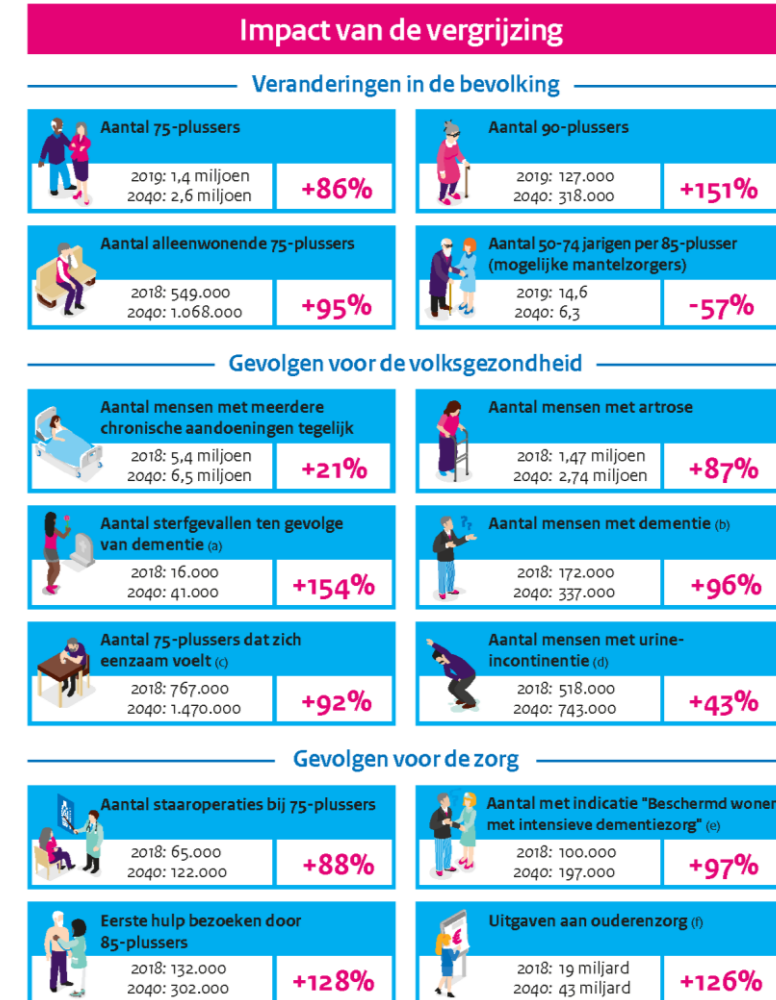 Impact van de vergrijzing
Veranderingen in de bevolking
Aantal 75-plussers
2019: 1,4 miljoen
2040: 2,6 miljoen
+86%
Aantal 90-plussers
2019: 127.000
2040: 318.000
+151%
Aantal alleenwonende 75-plussers
2018: 549.000
2040: 1.068.000
+95%
Aantal 50-74 jarigen per 85-plusser
(mogelijke mantelzorgers)
2019: 14,6
2040: 6,3
-57%
Gevolgen voor de volksgezondheid
Aantal mensen met meerdere
chronische aandoeningen tegelijk
2018: 5,4 miljoen
2040: 6,5 miljoen
+21%
Aantal mensen met artrose
2018: 1,47 miljoen
2040: 2,74 miljoen
+87%
Aantal sterfgevallen ten gevolge
van dementie (a)
2018: 16.000
2040: 41.000
+154%
Aantal mensen met dementie (b)
2018: 172.000
2040: 337.000
+96%
Aantal 75-plussers dat zich
eenzaam voelt (c)
2018: 767.000
2040: 1.470.000
+92%
Aantal mensen met urine-
incontinentie (d)
2018: 518.000
2040: 743.000
+43%
Gevolgen voor de zorg
Aantal staaroperaties bij 75-plussers
2018: 65.000
2040: 122.000
+88%
Aantal met indicatie "Beschermd wonen
met intensieve dementiezorg" (e)
2018: 100.000
2040: 197.000
+97%
Eerste hulp bezoeken door
85-plussers
2018: 132.000
2040: 302.000
+128%
Uitgaven aan ouderenzorg (f)
2018: 19 miljard
2040: 43 miljard
+126%